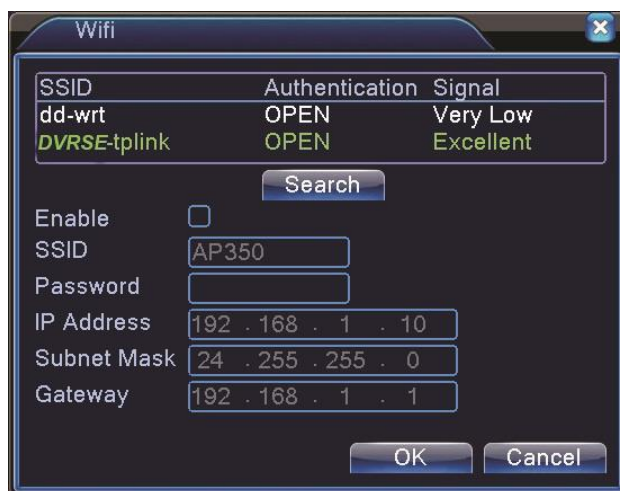 Wifi
SSID Authentication Signal
dd-wrt OPEN Very Low
DVRSE-tplink OPEN Excellent
Search
Enable
SSID AP350
Password
IP Address 192 . 168 . 1 . 10
Subnet Mask 24 . 255 . 255 . 0
Gateway 192 . 168 . 1 . 1
OK Cancel